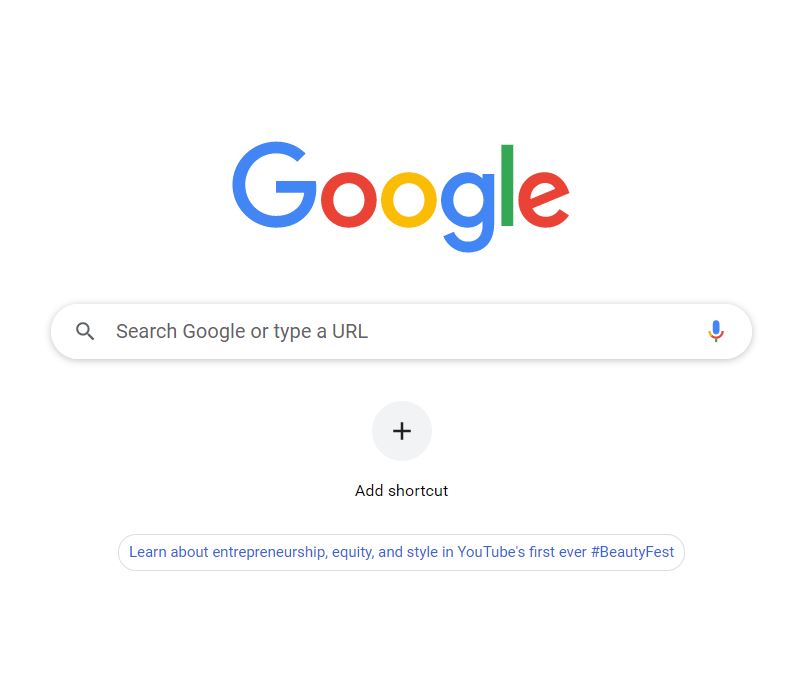 Google
Search Google or type a URL
Add shortcut
Learn about entrepreneurship, equity, and style in YouTube's first ever #BeautyFest